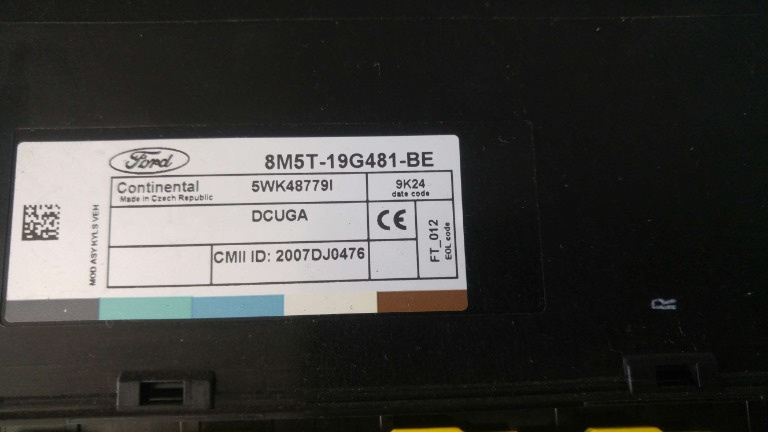 Ford
8M5T-19G481-BE
Continental
Made in Czech Republic
5WK48779I
9K24
date code
DCUGA
CE
CMII ID: 2007DJ0476
FT_012
EOL code
MOD ASY KYLS VEH
R